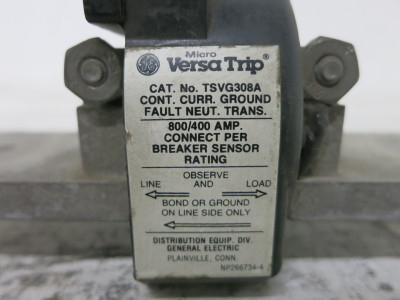 Micro
GE Versa Trip®
CAT. No. TSVG308A
CONT. CURR. GROUND
FAULT NEUT. TRANS.
800/400 AMP.
CONNECT PER
BREAKER SENSOR
RATING
OBSERVE
LINE AND LOAD
BOND OR GROUND
ON LINE SIDE ONLY
DISTRIBUTION EQUIP. DIV.
GENERAL ELECTRIC
PLAINVILLE, CONN.
NP266734-4